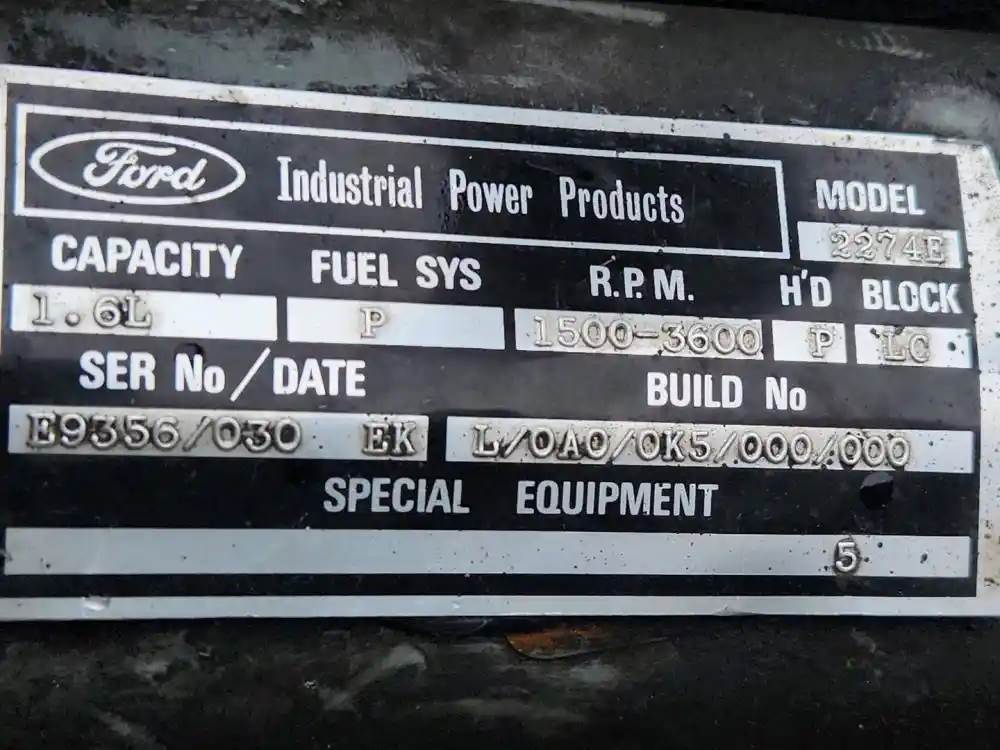 Ford Industrial Power Products MODEL
2274E
CAPACITY FUEL SYS R.P.M. H'D BLOCK
1.6L P 1500-3600 P LC
SER No/DATE BUILD No
E9356/030 EK L/0A0/0K5/000/000
SPECIAL EQUIPMENT
5